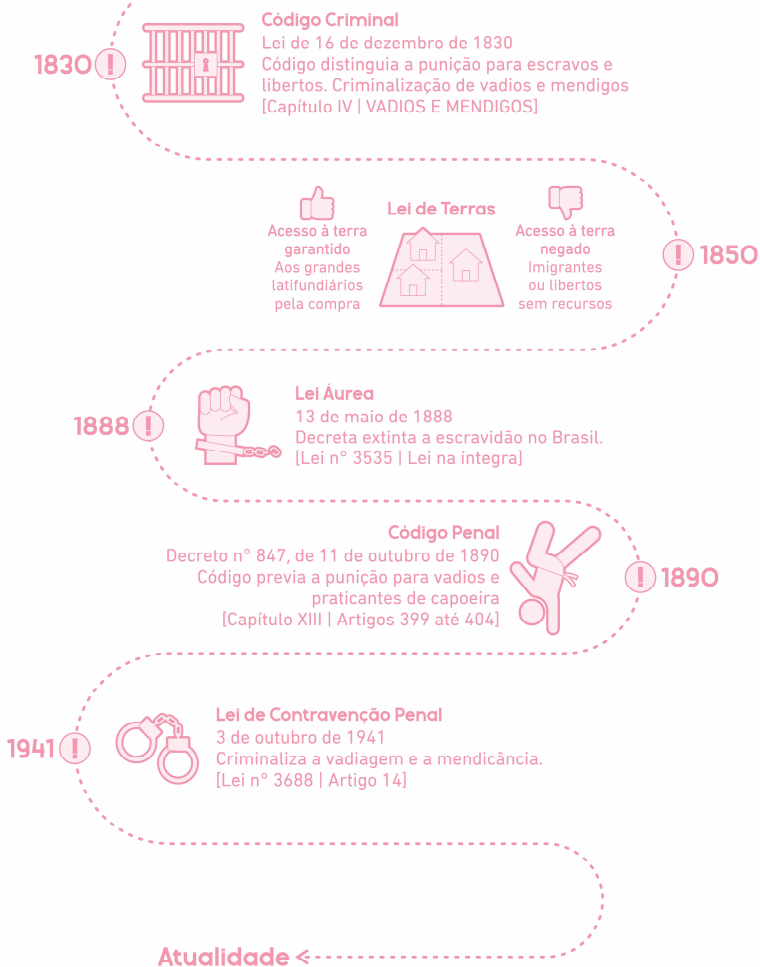 Código Criminal
Lei de 16 de dezembro de 1830
1830
Código distinguia a punição para escravos e
libertos. Criminalização de vadios e mendigos
[Capítulo IV | VADIOS E MENDIGOS]
Lei de Terras
Acesso à terra
garantido
Aos grandes
latifundiários
pela compra
Acesso à terra
negado
Imigrantes
ou libertos
sem recursos
1850
Lei Áurea
13 de maio de 1888
1888
Decreta extinta a escravidão no Brasil.
[Lei n° 3535 | Lei na íntegra]
Código Penal
Decreto n° 847, de 11 de outubro de 1890
Código previa a punição para vadios e
praticantes de capoeira
[Capítulo XIII | Artigos 399 até 404]
1890
Lei de Contravenção Penal
3 de outubro de 1941
1941
Criminaliza a vadiagem e a mendicância.
[Lei n° 3688 | Artigo 14]
Atualidade